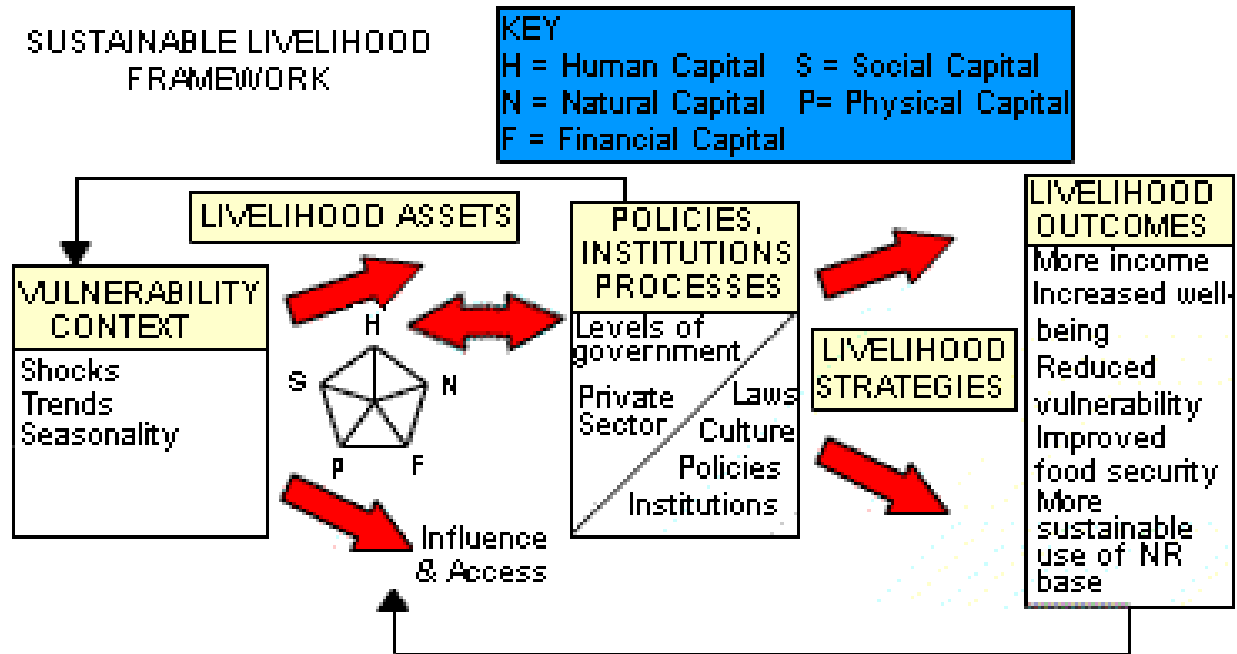 SUSTAINABLE LIVELIHOOD
FRAMEWORK
KEY
H = Human Capital S = Social Capital
N = Natural Capital P= Physical Capital
F = Financial Capital
LIVELIHOOD ASSETS
VULNERABILITY
CONTEXT
Shocks
Trends
Seasonality
H
S
N
P
F
Influence
& Access
POLICIES,
INSTITUTIONS
PROCESSES
Levels of
government
Private
Sector
Laws
Culture
Policies
Institutions
LIVELIHOOD
STRATEGIES
LIVELIHOOD
OUTCOMES
More income
Increased well-
being
Reduced
vulnerability
Improved
food security
More
sustainable
use of NR
base